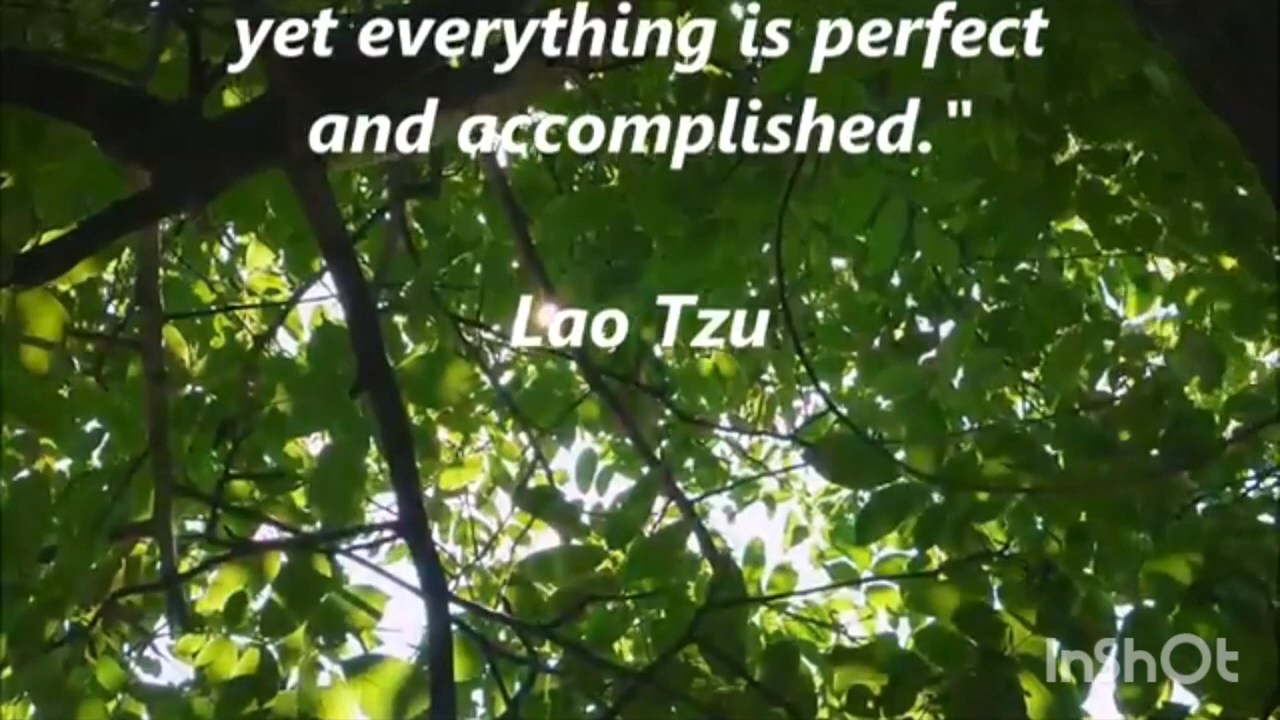 yet everything is perfect
and accomplished."
Lao Tzu
InShOt